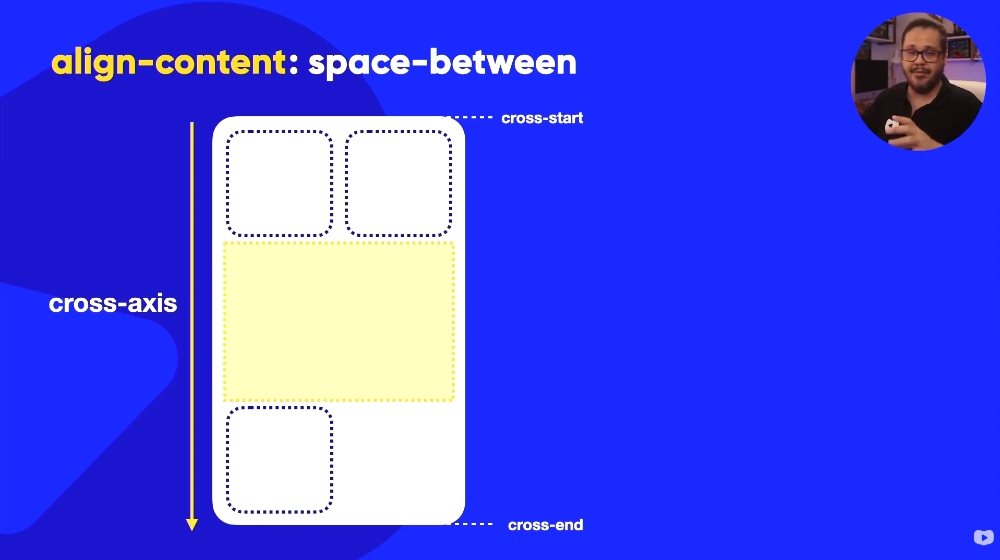 align-content: space-between
cross-start
cross-axis
cross-end